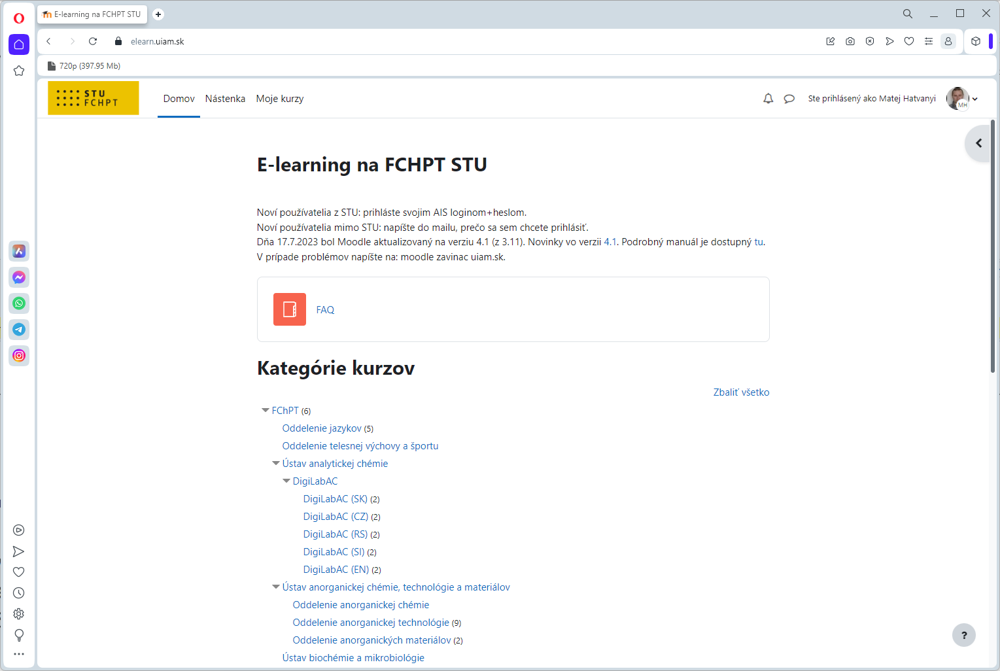 E-learning na FCHPT STU
elearn.uiam.sk
720p (397.95 Mb)
STU
FCHPT
Domov
Nástenka
Moje kurzy
Ste prihlásený ako Matej Hatvanyi
MH
E-learning na FCHPT STU
Noví používatelia z STU: prihláste svojim AIS loginom+heslom.
Noví používatelia mimo STU: napíšte do mailu, prečo sa sem chcete prihlásiť.
Dňa 17.7.2023 bol Moodle aktualizovaný na verziu 4.1 (z 3.11). Novinky vo verzii 4.1. Podrobný manuál je dostupný tu.
V prípade problémov napíšte na: moodle zavinac uiam.sk.
FAQ
Kategórie kurzov
Zbaliť všetko
FChPT (6)
Oddelenie jazykov (5)
Oddelenie telesnej výchovy a športu
Ústav analytickej chémie
DigiLabAC
DigiLabAC (SK) (2)
DigiLabAC (CZ) (2)
DigiLabAC (RS) (2)
DigiLabAC (SI) (2)
DigiLabAC (EN) (2)
Ústav anorganickej chémie, technológie a materiálov
Oddelenie anorganickej chémie
Oddelenie anorganickej technológie (9)
Oddelenie anorganických materiálov (2)
Ústav biochémie a mikrobiológie
?